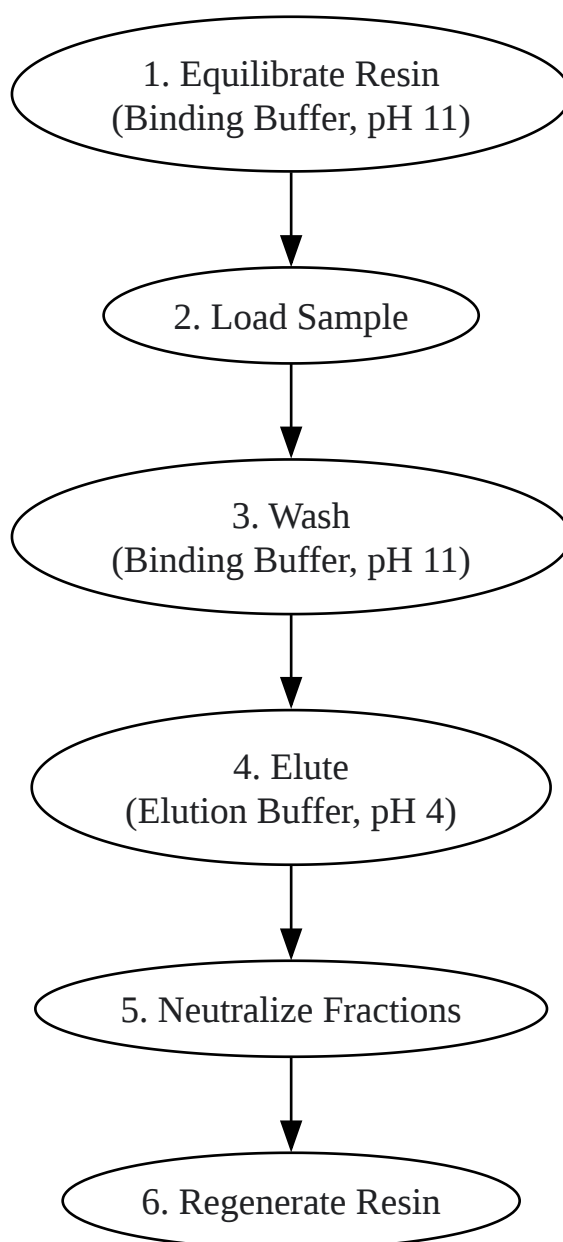 1. Equilibrate Resin
(Binding Buffer, pH 11)
2. Load Sample
3. Wash
(Binding Buffer, pH 11)
4. Elute
(Elution Buffer, pH 4)
5. Neutralize Fractions
6. Regenerate Resin